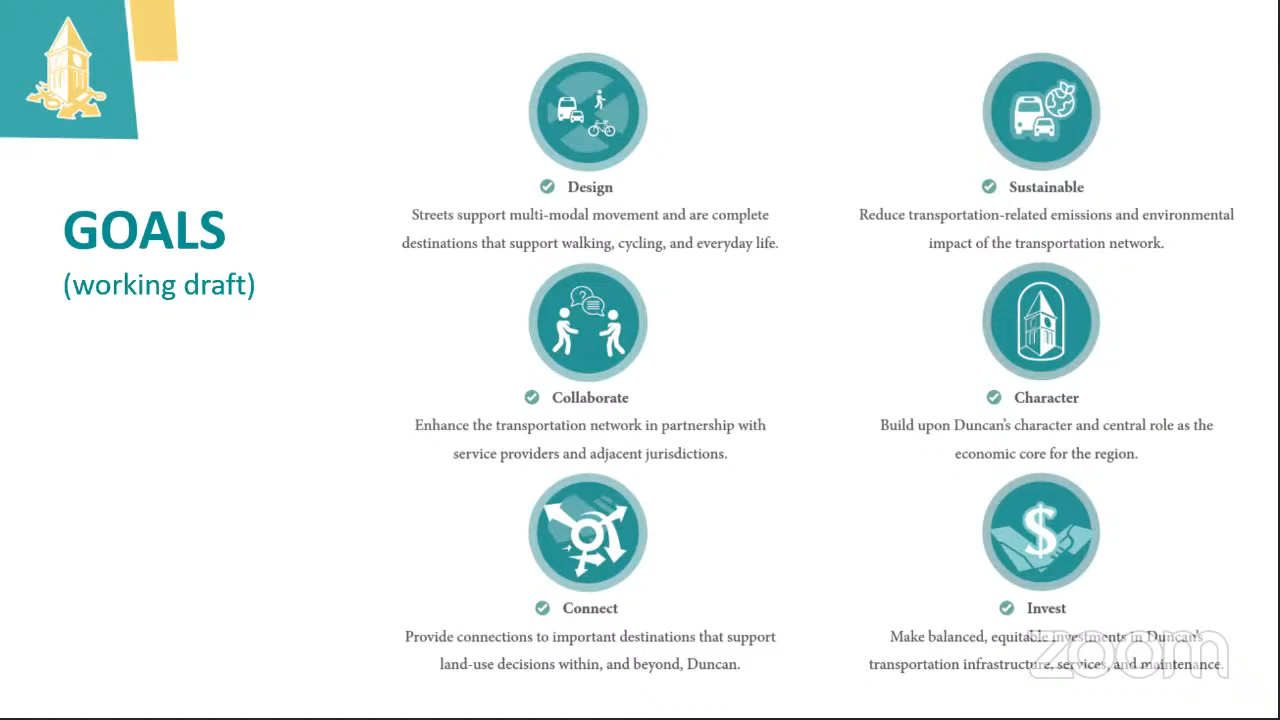 GOALS
(working draft)
Design
Streets support multi-modal movement and are complete
destinations that support walking, cycling, and everyday life.
Sustainable
Reduce transportation-related emissions and environmental
impact of the transportation network.
Collaborate
Enhance the transportation network in partnership with
service providers and adjacent jurisdictions.
Character
Build upon Duncan's character and central role as the
economic core for the region.
Connect
Provide connections to important destinations that support
land-use decisions within, and beyond, Duncan.
$
Invest
Make balanced, equitable investments in Duncan's
transportation infrastructure, services, and maintenance.
zoom